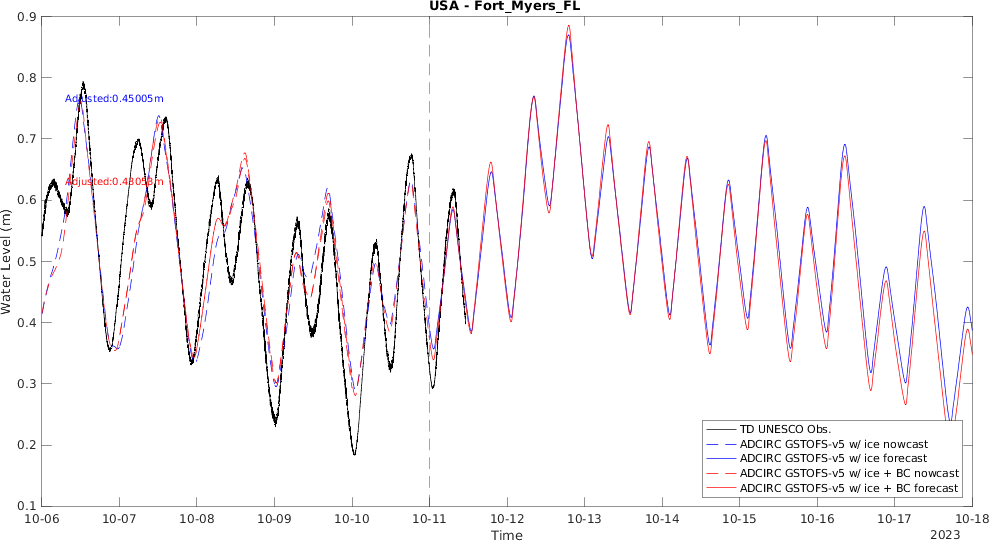 USA - Fort_Myers_FL
0.9
0.8
0.7
0.6
0.5
0.4
0.3
0.2
0.1
Water Level (m)
Adjusted:0.45005m
Adjusted:0.43053m
TD UNESCO Obs.
ADCIRC GSTOFS-v5 w/ ice nowcast
ADCIRC GSTOFS-v5 w/ ice forecast
ADCIRC GSTOFS-v5 w/ ice + BC nowcast
ADCIRC GSTOFS-v5 w/ ice + BC forecast
10-06 10-07 10-08 10-09 10-10 10-11 10-12 10-13 10-14 10-15 10-16 10-17 10-18
Time
2023